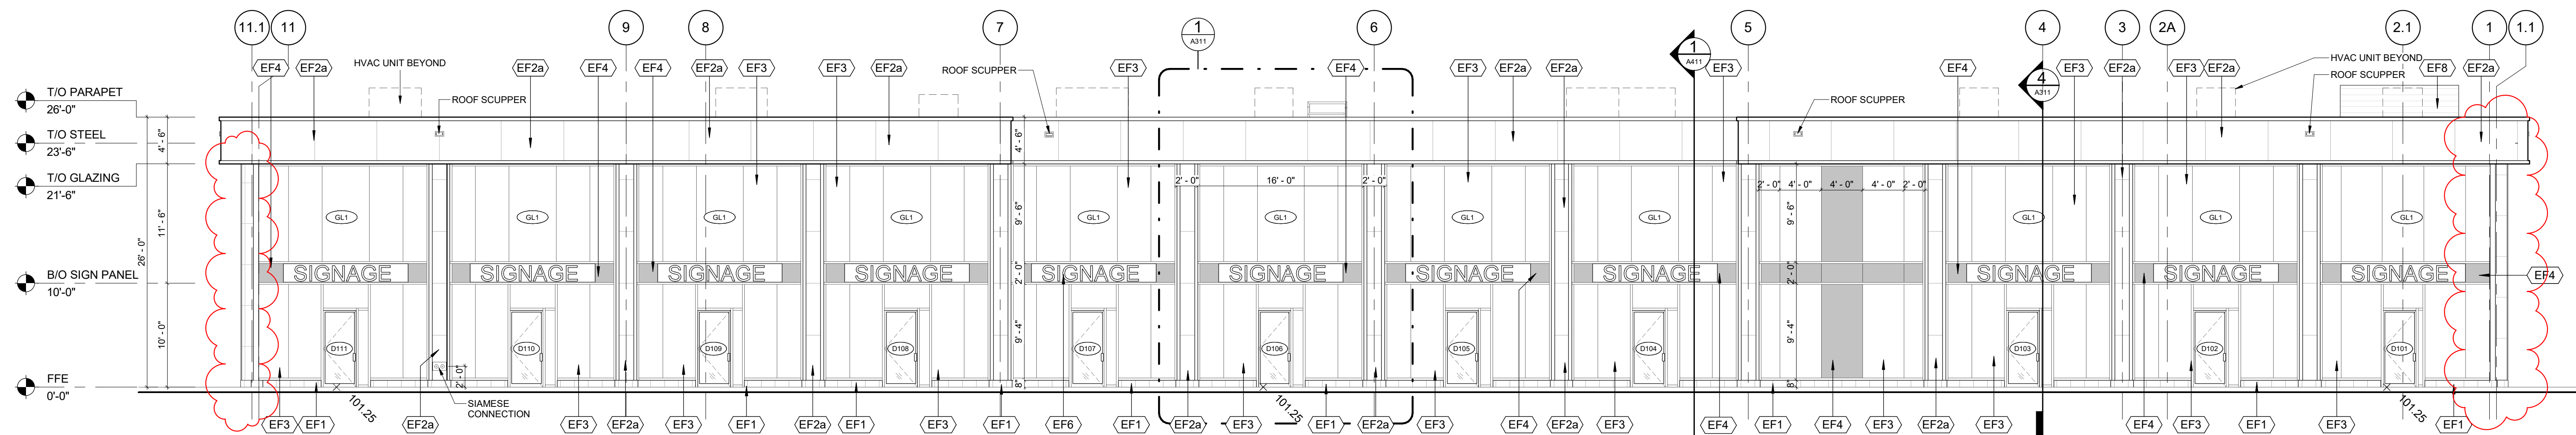 11.1 11 9 8 7 1 6 5 4 3 2A 2.1 1 1.1
A311
1
A411
4
A311
EF4 EF2a HVAC UNIT BEYOND EF2a EF4 EF4 EF2a EF3 EF3 EF2a ROOF SCUPPER EF3 EF4 EF3 EF2a EF2a EF3 EF4 EF3 EF2a EF3 EF2a HVAC UNIT BEYOND
ROOF SCUPPER
EF8 EF2a
ROOF SCUPPER ROOF SCUPPER
T/O PARAPET
26'-0"
T/O STEEL
23'-6"
T/O GLAZING
21'-6"
B/O SIGN PANEL
10'-0"
FFE
0'-0"
4' - 6"
11' - 6"
10' - 0"
26' - 0"
4' - 6"
9' - 6"
2' - 0"
9' - 4"
8"
2' - 0" 16' - 0" 2' - 0"
2' - 0" 4' - 0" 4' - 0" 4' - 0" 2' - 0"
9' - 6"
2' - 0"
9' - 4"
8"
GL1 GL1 GL1 GL1 GL1 GL1 GL1 GL1 GL1 GL1 GL1
SIGNAGE SIGNAGE SIGNAGE SIGNAGE SIGNAGE SIGNAGE SIGNAGE SIGNAGE SIGNAGE SIGNAGE SIGNAGE
EF4
D111 D110 D109 D108 D107 D106 D105 D104 D103 D102 D101
2' - 0"
SIAMESE
CONNECTION
101.25 101.25 101.25
EF3 EF1 EF2a EF3 EF2a EF3 EF1 EF2a EF1 EF3 EF1 EF6 EF1 EF2a EF3 EF1 EF2a EF3 EF4 EF2a EF3 EF4 EF1 EF4 EF3 EF2a EF3 EF4 EF3 EF1 EF3 EF1